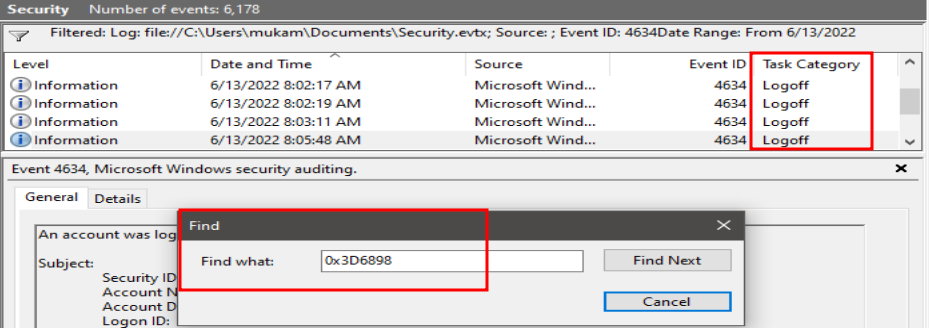 Security Number of events: 6,178
Filtered: Log: file://C:\Users\mukam\Documents\Security.evtx; Source: ; Event ID: 4634Date Range: From 6/13/2022
Level Date and Time Source Event ID Task Category
Information 6/13/2022 8:02:17 AM Microsoft Wind... 4634 Logoff
Information 6/13/2022 8:02:19 AM Microsoft Wind... 4634 Logoff
Information 6/13/2022 8:03:11 AM Microsoft Wind... 4634 Logoff
Information 6/13/2022 8:05:48 AM Microsoft Wind... 4634 Logoff
Event 4634, Microsoft Windows security auditing.
General Details
Find
An account was log
Find what: 0x3D6898 Find Next
Subject:
Security ID
Account N
Cancel
Account D
Logon ID: